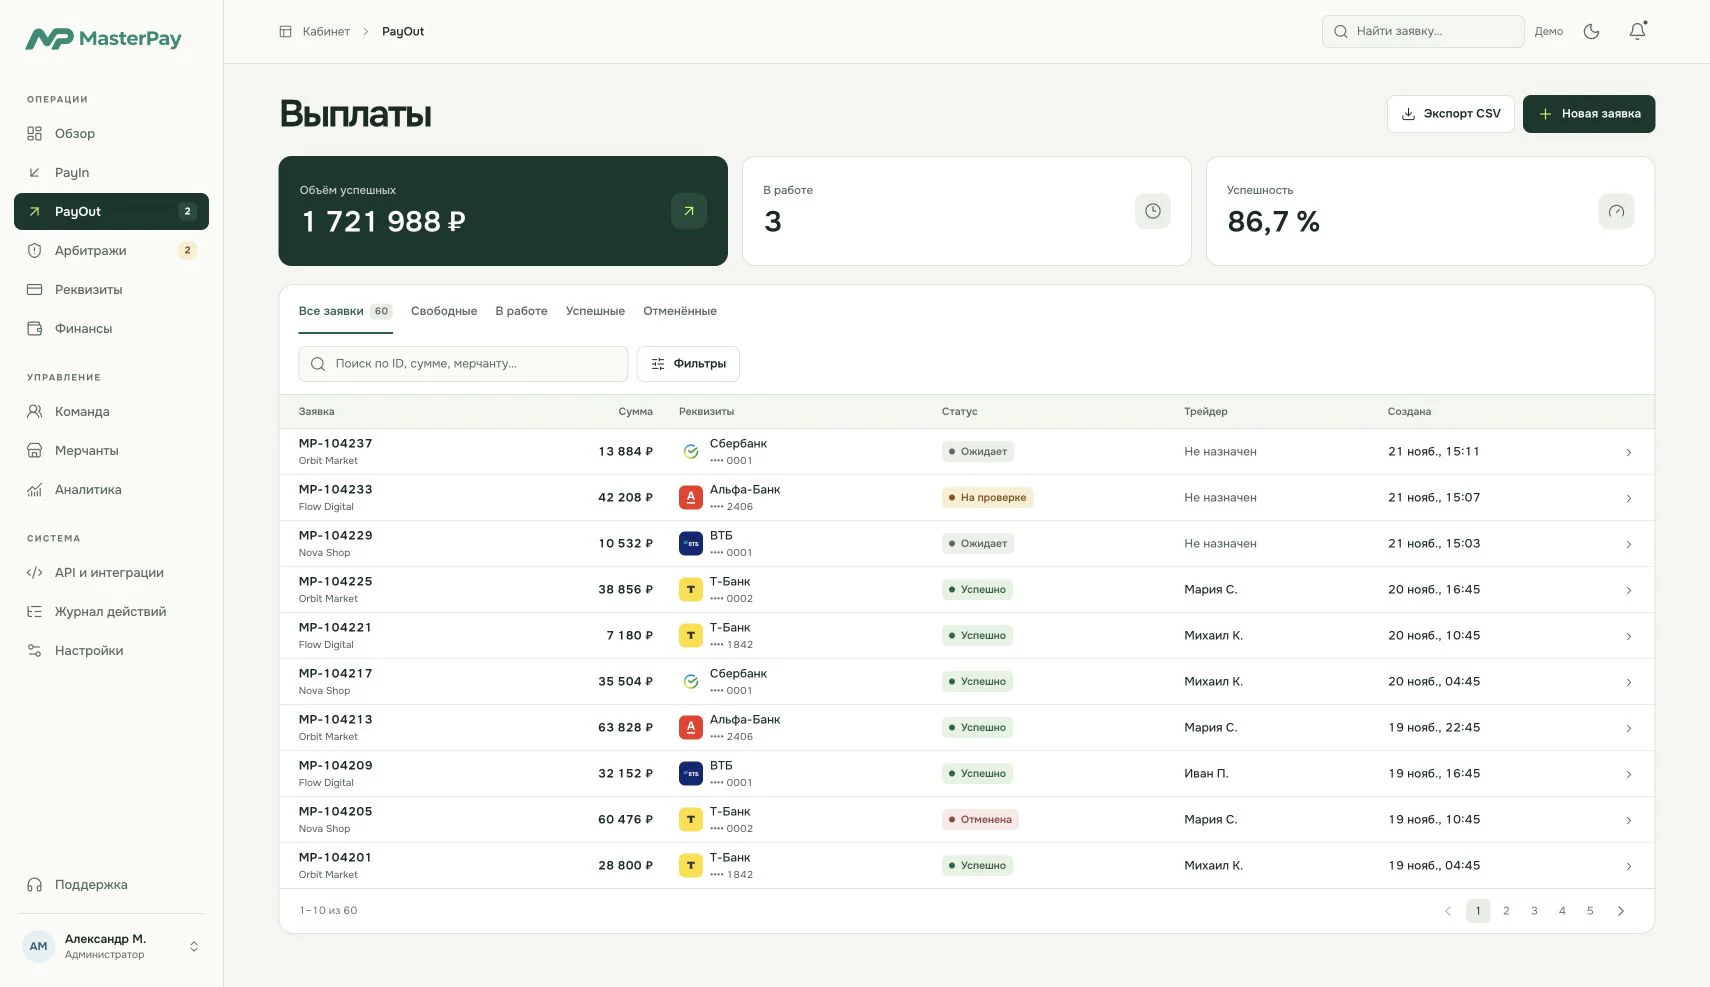 MasterPay
ОПЕРАЦИИ
Обзор
PayIn
PayOut 2
Арбитражи 2
Реквизиты
Финансы
УПРАВЛЕНИЕ
Команда
Мерчанты
Аналитика
СИСТЕМА
API и интеграции
Журнал действий
Настройки
Поддержка
AM
Александр М.
Администратор
Кабинет > PayOut
Найти заявку...
Демо
Выплаты
Экспорт CSV
Новая заявка
Объём успешных
1 721 988 ₽
В работе
3
Успешность
86,7 %
Все заявки 60 Свободные В работе Успешные Отменённые
Поиск по ID, сумме, мерчанту...
Фильтры
Заявка Сумма Реквизиты Статус Трейдер Создана
MP-104237 13 884 ₽ Сбербанк Ожидает Не назначен 21 нояб., 15:11
Orbit Market •••• 0001
MP-104233 42 208 ₽ А Альфа-Банк На проверке Не назначен 21 нояб., 15:07
Flow Digital •••• 2406
MP-104229 10 532 ₽ ВТБ ВТБ Ожидает Не назначен 21 нояб., 15:03
Nova Shop •••• 0001
MP-104225 38 856 ₽ Т Т-Банк Успешно Мария С. 20 нояб., 16:45
Orbit Market •••• 0002
MP-104221 7 180 ₽ Т Т-Банк Успешно Михаил К. 20 нояб., 10:45
Flow Digital •••• 1842
MP-104217 35 504 ₽ Сбербанк Успешно Михаил К. 20 нояб., 04:45
Nova Shop •••• 0001
MP-104213 63 828 ₽ А Альфа-Банк Успешно Мария С. 19 нояб., 22:45
Orbit Market •••• 2406
MP-104209 32 152 ₽ ВТБ ВТБ Успешно Иван П. 19 нояб., 16:45
Flow Digital •••• 0001
MP-104205 60 476 ₽ Т Т-Банк Отменена Мария С. 19 нояб., 10:45
Nova Shop •••• 0002
MP-104201 28 800 ₽ Т Т-Банк Успешно Михаил К. 19 нояб., 04:45
Orbit Market •••• 1842
1–10 из 60
1 2 3 4 5